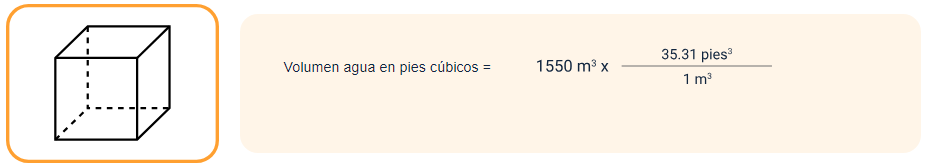 Volumen agua en pies cúbicos = 1550 m³ x 35.31 pies³
1 m³